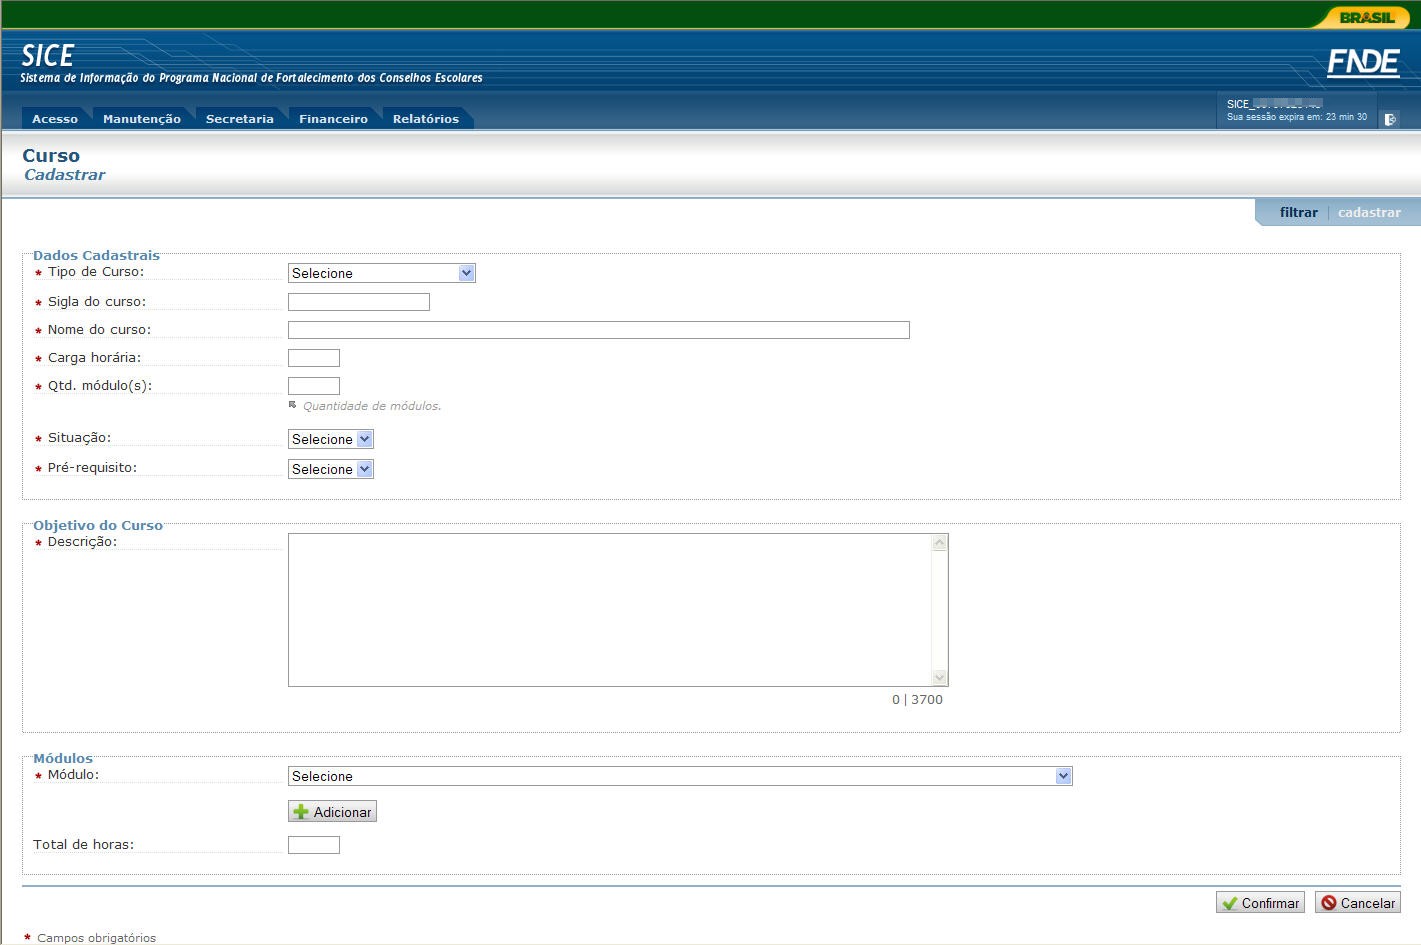 BRASIL
SICE
Sistema de Informação do Programa Nacional de Fortalecimento dos Conselhos Escolares
FNDE
Acesso Manutenção Secretaria Financeiro Relatórios
SICE_
Sua sessão expira em: 23 min 30
Curso
Cadastrar
filtrar | cadastrar
Dados Cadastrais
* Tipo de Curso: Selecione
* Sigla do curso:
* Nome do curso:
* Carga horária:
* Qtd. módulo(s):
Quantidade de módulos.
* Situação: Selecione
* Pré-requisito: Selecione
Objetivo do Curso
* Descrição:
0 | 3700
Módulos
* Módulo: Selecione
Adicionar
Total de horas:
Confirmar Cancelar
* Campos obrigatórios